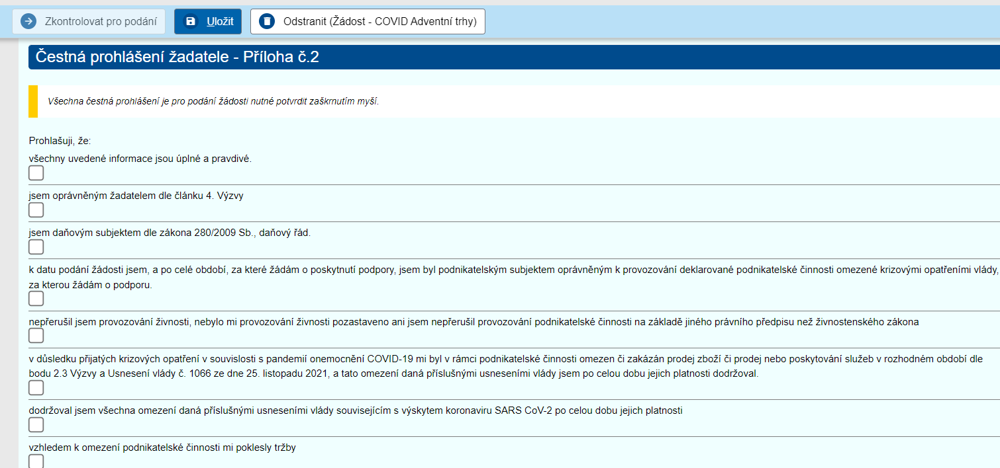 Zkontrolovat pro podání
Uložit
Odstranit (Žádost - COVID Adventní trhy)
Čestná prohlášení žadatele - Příloha č.2
Všechna čestná prohlášení je pro podání žádosti nutné potvrdit zaškrnutím myší.
Prohlašuji, že:
všechny uvedené informace jsou úplné a pravdivé.
jsem oprávněným žadatelem dle článku 4. Výzvy
jsem daňovým subjektem dle zákona 280/2009 Sb., daňový řád.
k datu podání žádosti jsem, a po celé období, za které žádám o poskytnutí podpory, jsem byl podnikatelským subjektem oprávněným k provozování deklarované podnikatelské činnosti omezené krizovými opatřeními vlády,
za kterou žádám o podporu.
nepřerušil jsem provozování živnosti, nebylo mi provozování živnosti pozastaveno ani jsem nepřerušil provozování podnikatelské činnosti na základě jiného právního předpisu než živnostenského zákona
v důsledku přijatých krizových opatření v souvislosti s pandemií onemocnění COVID-19 mi byl v rámci podnikatelské činnosti omezen či zakázán prodej zboží či prodej nebo poskytování služeb v rozhodném období dle
bodu 2.3 Výzvy a Usnesení vlády č. 1066 ze dne 25. listopadu 2021, a tato omezení daná příslušnými usneseními vlády jsem po celou dobu jejich platnosti dodržoval.
dodržoval jsem všechna omezení daná příslušnými usneseními vlády souvisejícím s výskytem koronaviru SARS CoV-2 po celou dobu jejich platnosti
vzhledem k omezení podnikatelské činnosti mi poklesly tržby